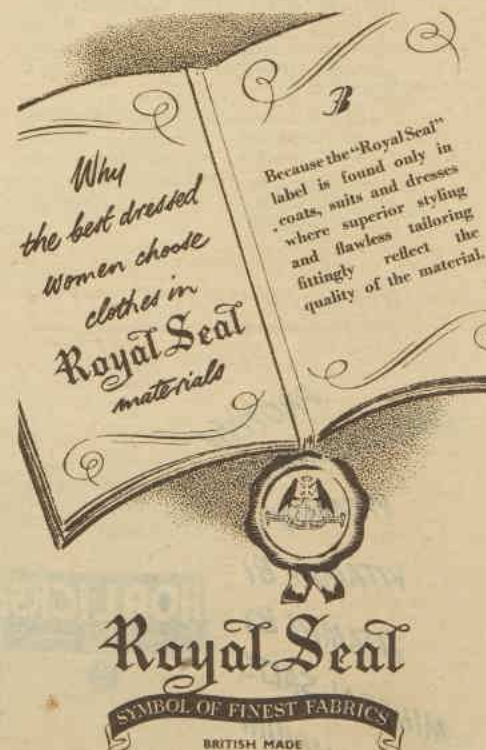 Why
the best dressed
women choose
clothes in
Royal Seal
materials
B
Because the "Royal Seal"
label is found only in
coats, suits and dresses
where superior styling
and flawless tailoring
fittingly reflect the
quality of the material.
Royal Seal
SYMBOL OF FINEST FABRICS
BRITISH MADE